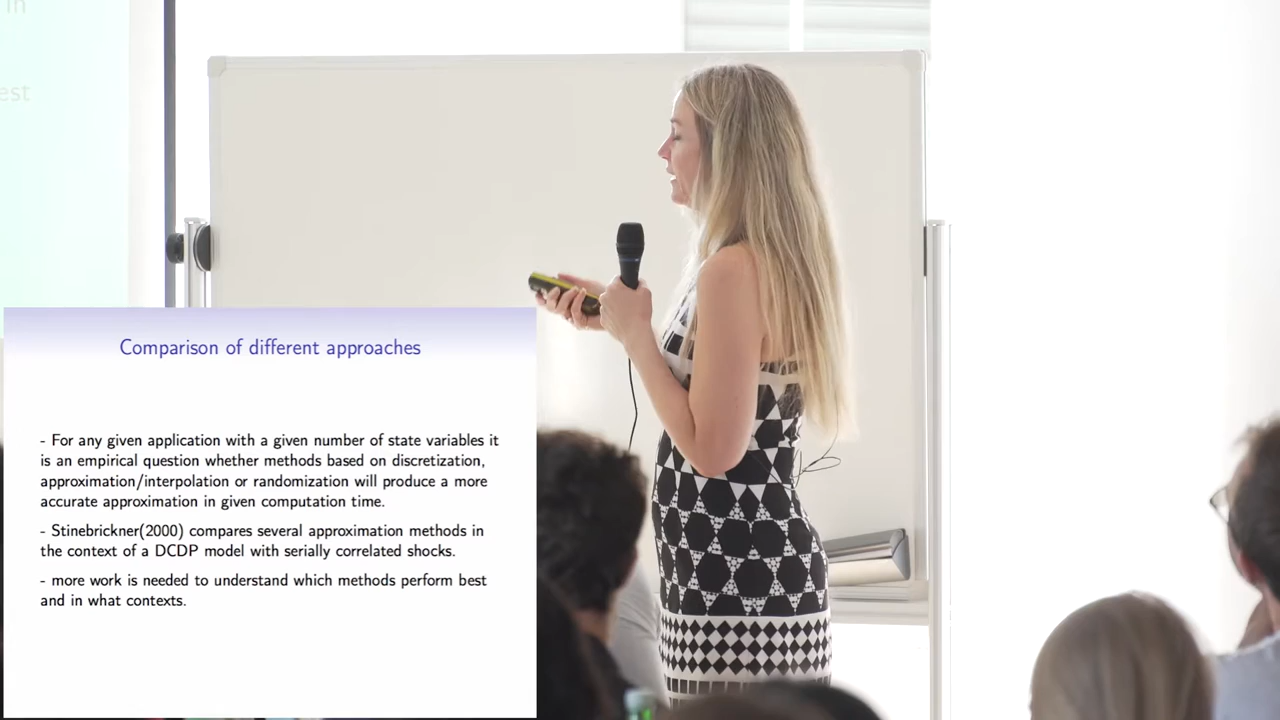 in
est
Comparison of different approaches
- For any given application with a given number of state variables it
is an empirical question whether methods based on discretization,
approximation/interpolation or randomization will produce a more
accurate approximation in given computation time.
- Stinebrickner(2000) compares several approximation methods in
the context of a DCDP model with serially correlated shocks.
- more work is needed to understand which methods perform best
and in what contexts.